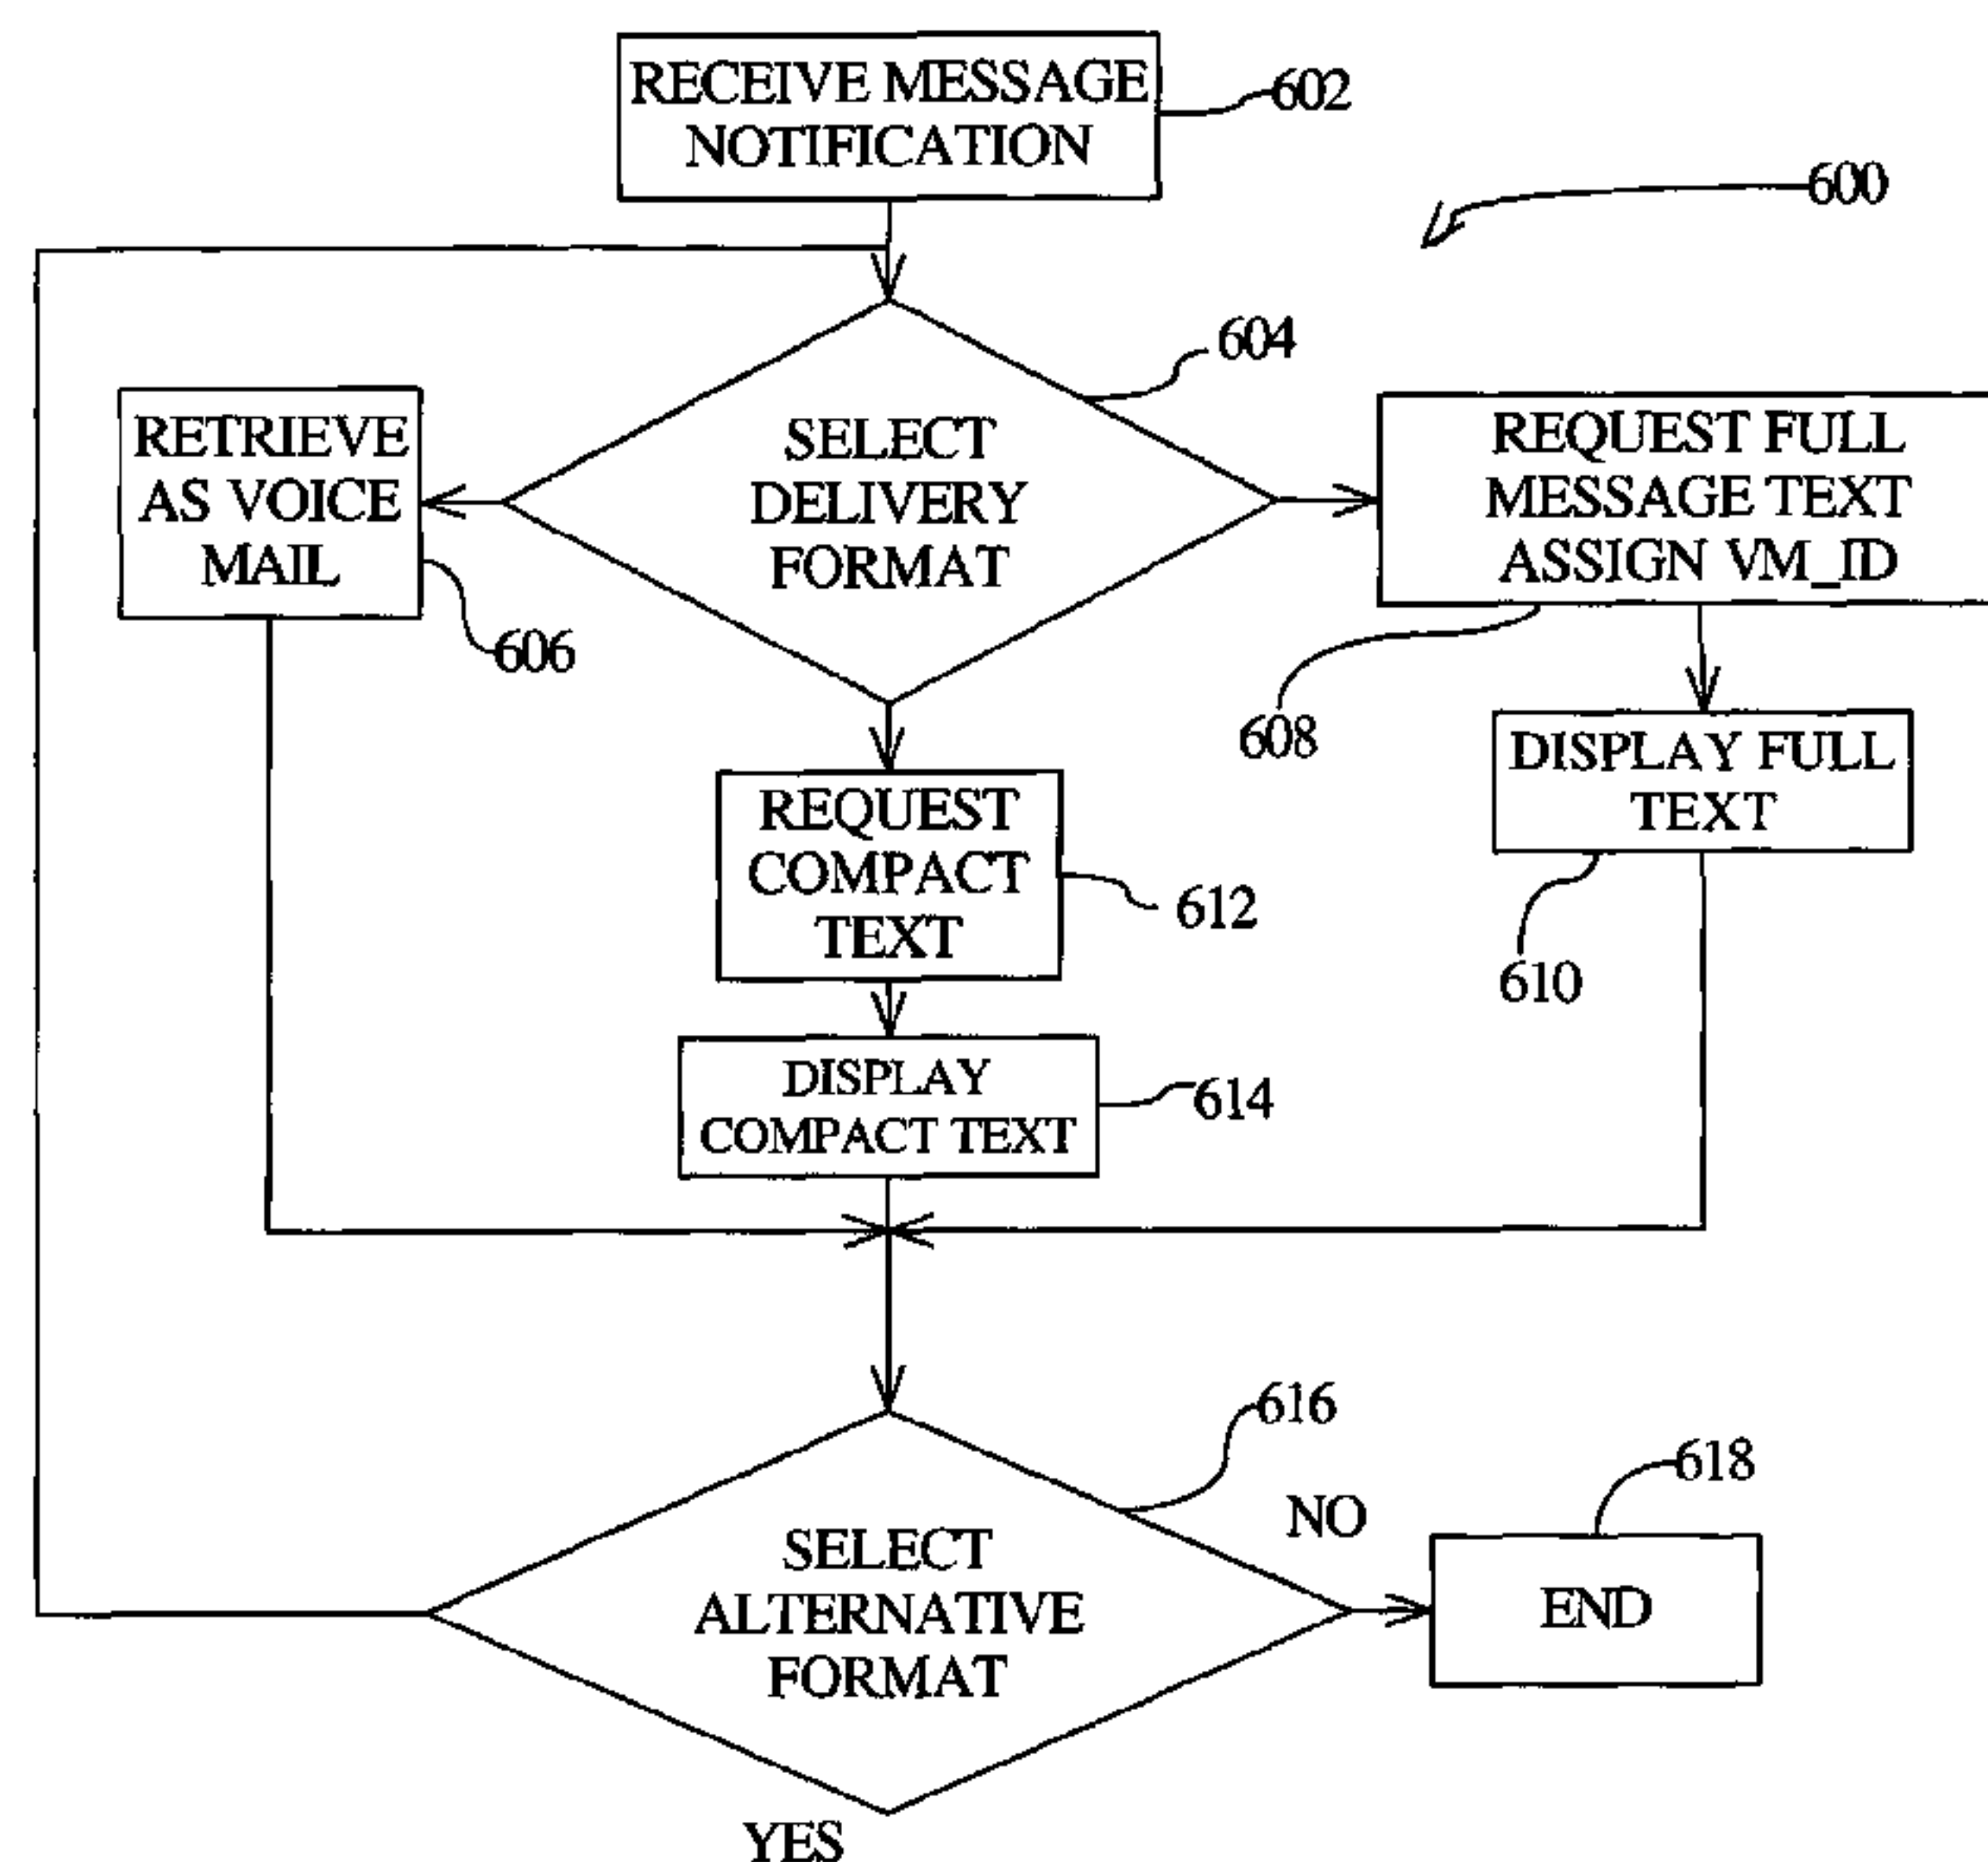 RECEIVE MESSAGE
NOTIFICATION
602
600
604
SELECT
DELIVERY
FORMAT
RETRIEVE
AS VOICE
MAIL
606
REQUEST FULL
MESSAGE TEXT
ASSIGN VM_ID
608
DISPLAY FULL
TEXT
610
REQUEST
COMPACT
TEXT
612
DISPLAY
COMPACT TEXT
614
616
SELECT
ALTERNATIVE
FORMAT
NO
618
END
YES